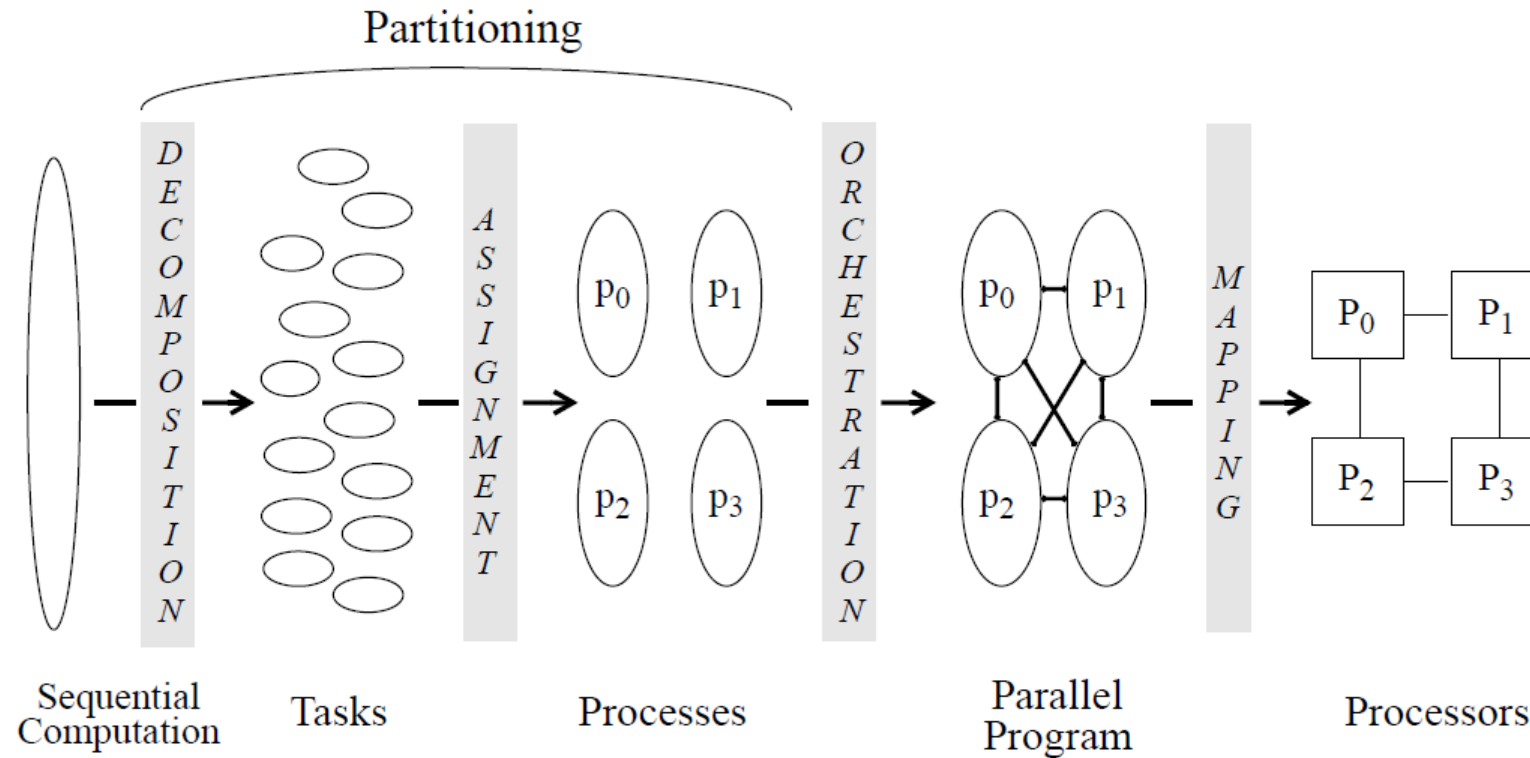 Partitioning
DECOMPOSITION
ASSIGNMENT
ORCHESTRATION
MAPPING
p0 p1
p2 p3
p0 p1
p2 p3
P0 P1
P2 P3
Sequential
Computation
Tasks
Processes
Parallel
Program
Processors